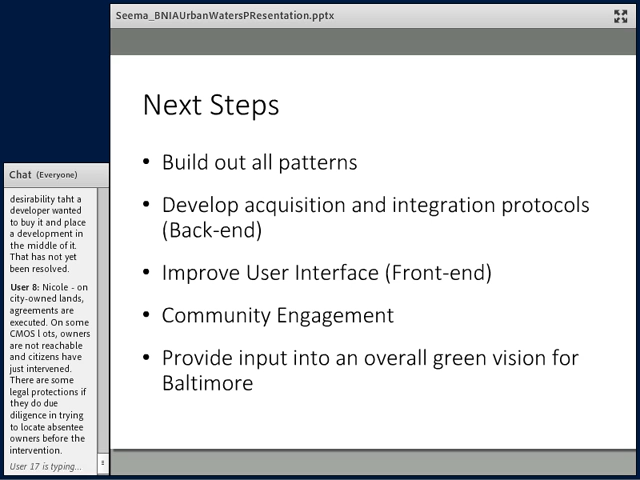 Seema_BNIAUrbanWatersPResentation.pptx
Next Steps
• Build out all patterns
• Develop acquisition and integration protocols
(Back-end)
• Improve User Interface (Front-end)
• Community Engagement
• Provide input into an overall green vision for
Baltimore
Chat (Everyone)
desirability taht a
developer wanted
to buy it and place
a development in
the middle of it.
That has not yet
been resolved.
User 8: Nicole - on
city-owned lands,
agreements are
executed. On some
CMOS l ots, owners
are not reachable
and citizens have
just intervened.
There are some
legal protections if
they do due
diligence in trying
to locate absentee
owners before the
intervention.
User 17 is typing...